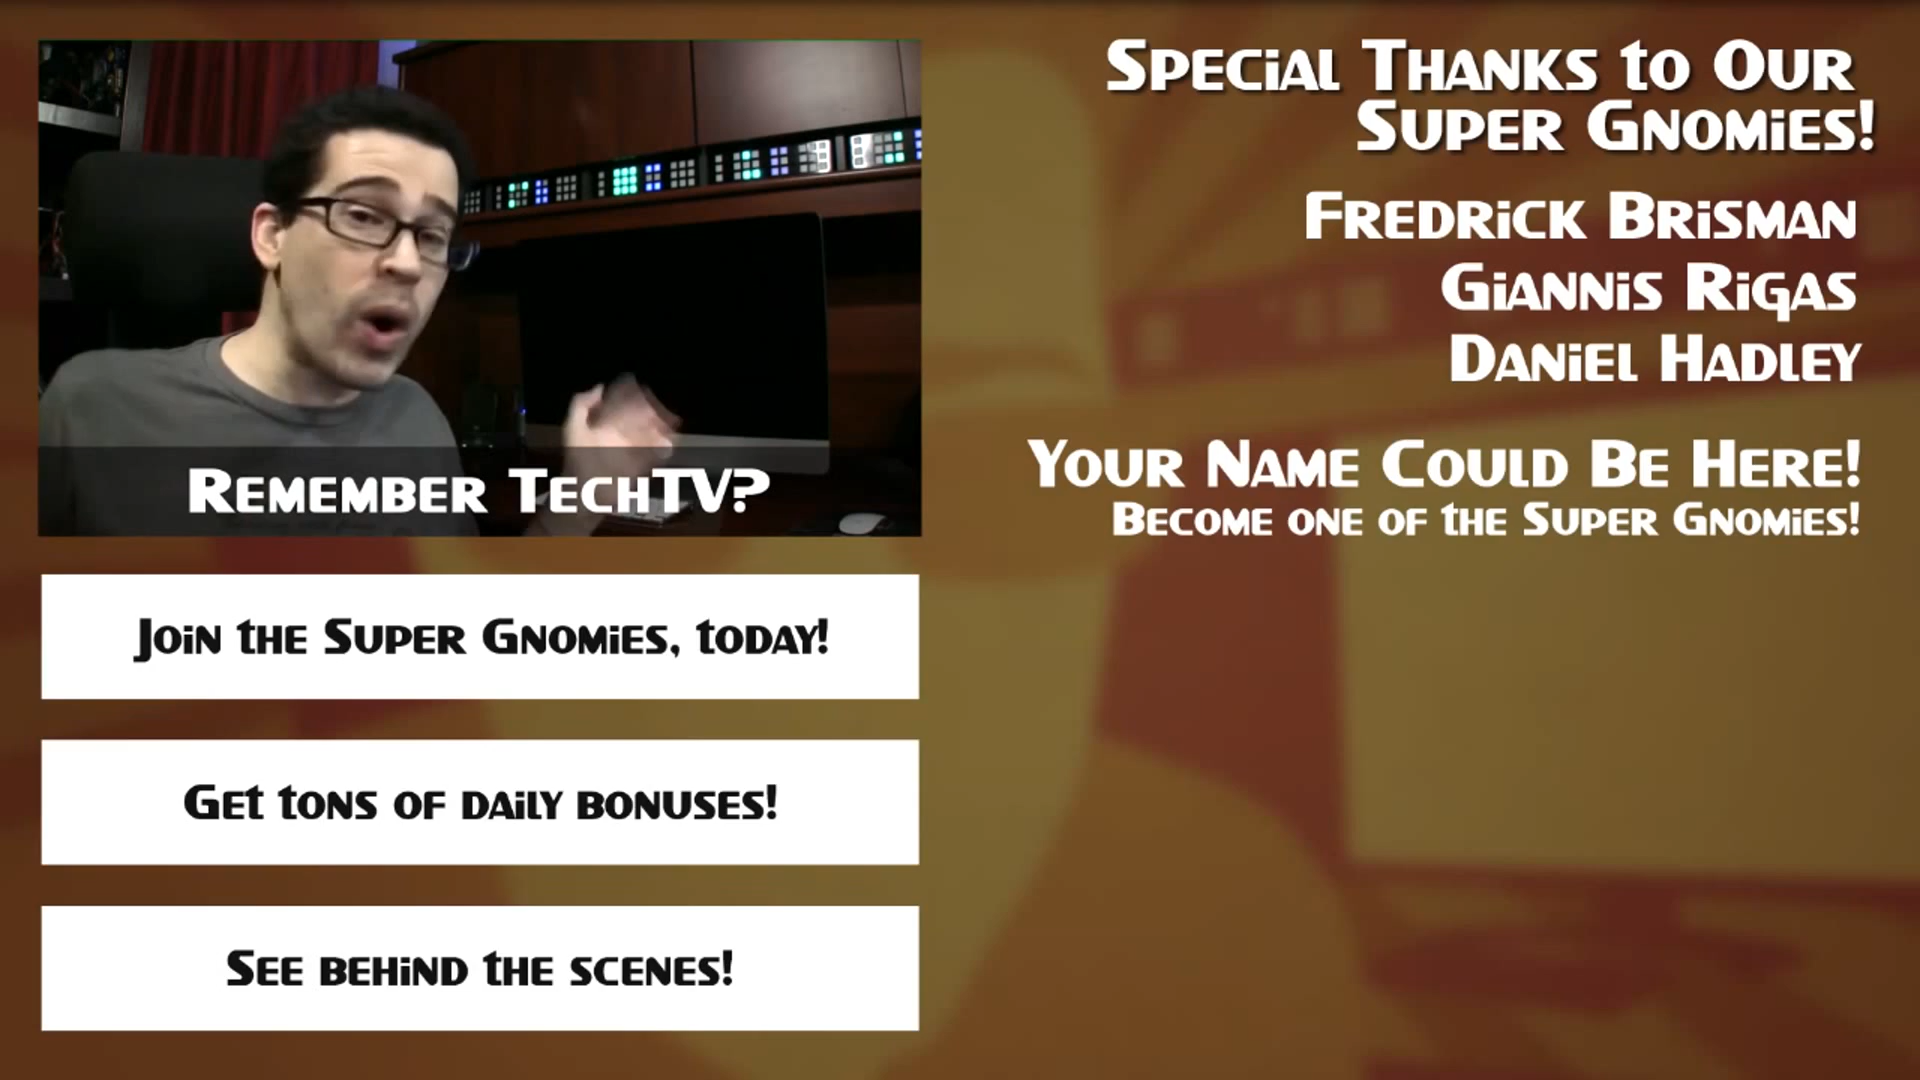 Remember TechTV?
Join the Super Gnomies, today!
Get tons of daily bonuses!
See behind the scenes!
Special Thanks to Our
Super Gnomies!
Fredrick Brisman
Giannis Rigas
Daniel Hadley
Your Name Could Be Here!
Become one of the Super Gnomies!